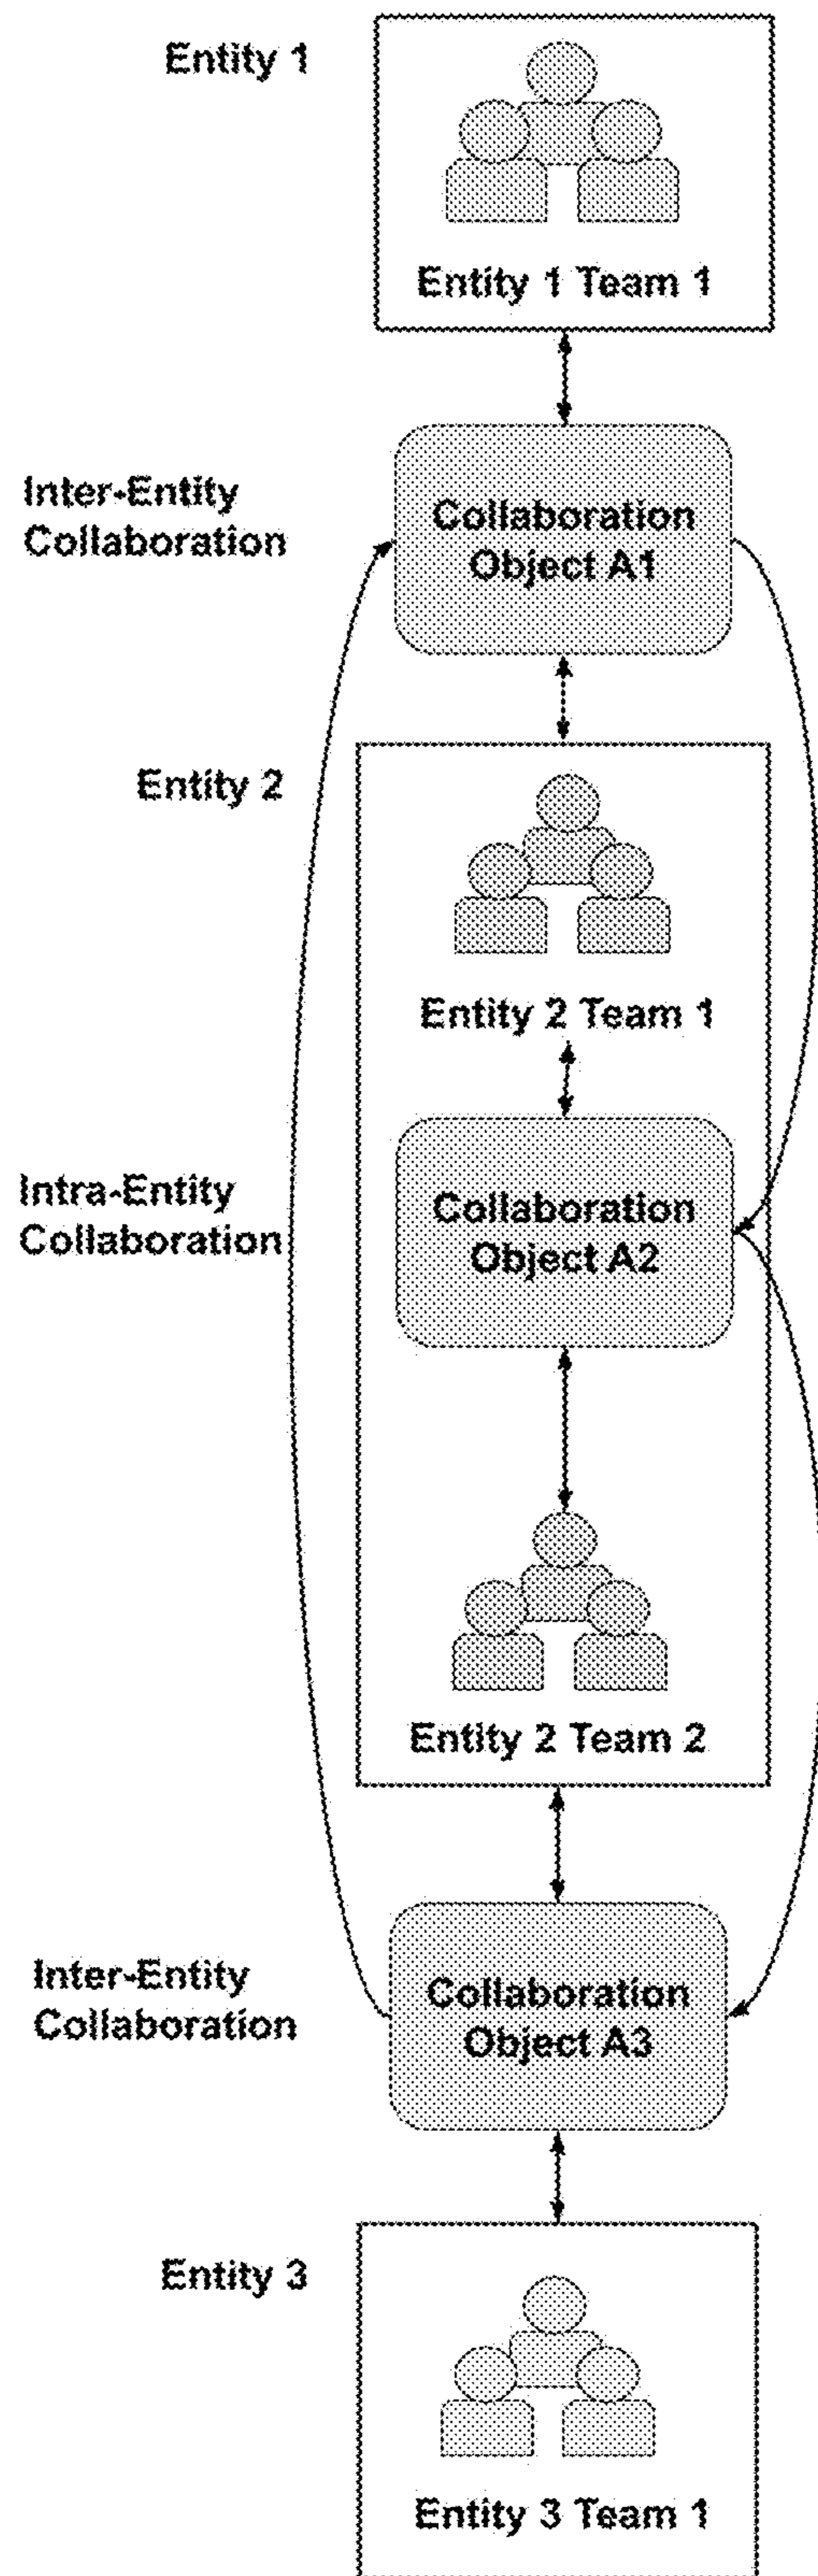 Entity 1
Entity 1 Team 1
Inter-Entity
Collaboration
Collaboration
Object A1
Entity 2
Entity 2 Team 1
Intra-Entity
Collaboration
Collaboration
Object A2
Entity 2 Team 2
Inter-Entity
Collaboration
Collaboration
Object A3
Entity 3
Entity 3 Team 1